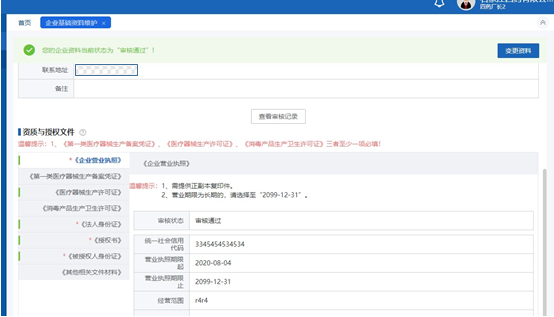 四药厂长2
首页 企业基础资料维护 ×
您的企业资料当前状态为“审核通过”！ 变更资料
联系地址
备注
查看审核记录
资质与授权文件
温馨提示：1、《第一类医疗器械生产备案凭证》、《医疗器械生产许可证》、《消毒产品生产卫生许可证》三者至少一项必填！
*《企业营业执照》
《第一类医疗器械生产备案凭证》
《医疗器械生产许可证》
《消毒产品生产卫生许可证》
*《法人身份证》
*《授权书》
*《被授权人身份证》
《其他相关文件材料》
《企业营业执照》
温馨提示：1、需提供正副本复印件。
2、营业期限为长期的，请选择至“2099-12-31”。
审核状态 审核通过
统一社会信用代码 3345454534534
营业执照期限起 2020-08-04
营业执照期限止 2099-12-31
经营范围 r4r4